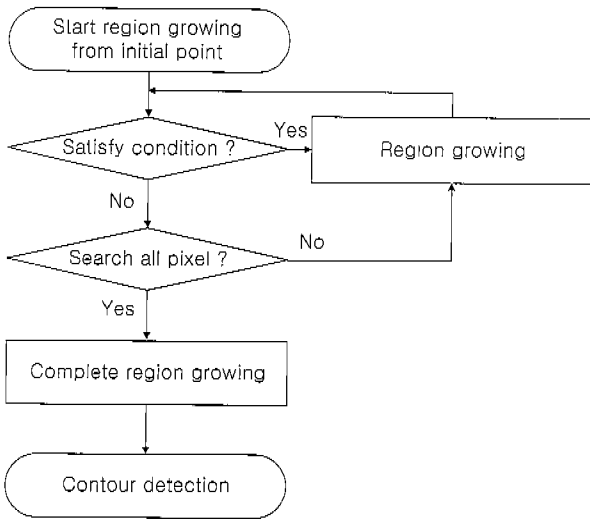 Start region growing
from initial point
Satisfy condition ?
Yes
Region growing
No
Search all pixel ?
No
Yes
Complete region growing
Contour detection